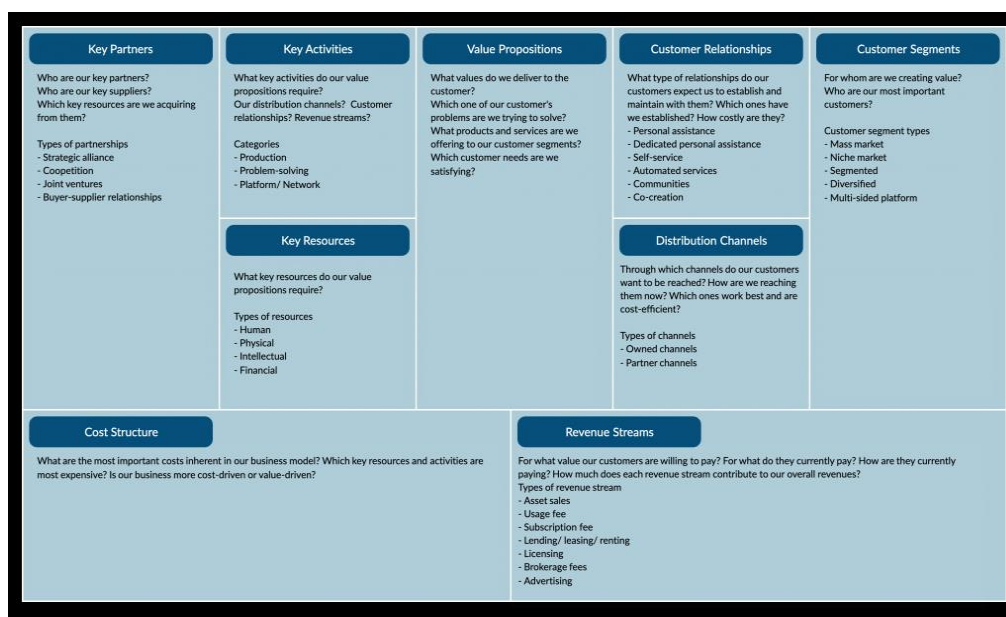 Key Partners
Who are our key partners?
Who are our key suppliers?
Which key resources are we acquiring
from them?
Types of partnerships
- Strategic alliance
- Coopetition
- Joint ventures
- Buyer-supplier relationships
Key Activities
What key activities do our value
propositions require?
Our distribution channels? Customer
relationships? Revenue streams?
Categories
- Production
- Problem-solving
- Platform/ Network
Key Resources
What key resources do our value
propositions require?
Types of resources
- Human
- Physical
- Intellectual
- Financial
Value Propositions
What values do we deliver to the
customer?
Which one of our customer's
problems are we trying to solve?
What products and services are we
offering to our customer segments?
Which customer needs are we
satisfying?
Customer Relationships
What type of relationships do our
customers expect us to establish and
maintain with them? Which ones have
we established? How costly are they?
- Personal assistance
- Dedicated personal assistance
- Self-service
- Automated services
- Communities
- Co-creation
Distribution Channels
Through which channels do our customers
want to be reached? How are we reaching
them now? Which ones work best and are
cost-efficient?
Types of channels
- Owned channels
- Partner channels
Customer Segments
For whom are we creating value?
Who are our most important
customers?
Customer segment types
- Mass market
- Niche market
- Segmented
- Diversified
- Multi-sided platform
Cost Structure
What are the most important costs inherent in our business model? Which key resources and activities are
most expensive? Is our business more cost-driven or value-driven?
Revenue Streams
For what value our customers are willing to pay? For what do they currently pay? How are they currently
paying? How much does each revenue stream contribute to our overall revenues?
Types of revenue stream
- Asset sales
- Usage fee
- Subscription fee
- Lending/ leasing/ renting
- Licensing
- Brokerage fees
- Advertising